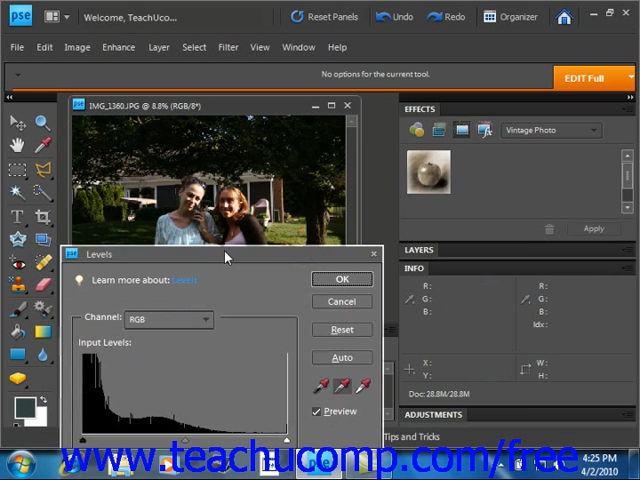 pse Welcome, TeachUco... Reset Panels Undo Redo Organizer
File Edit Image Enhance Layer Select Filter View Window Help
No options for the current tool. EDIT Full
IMG_1360.JPG @ 8.8% (RGB/8*)
EFFECTS
Vintage Photo
Apply
LAYERS
INFO
R: R:
G: G:
B: B:
Idx:
X: W:
Y: H:
Doc: 28.8M/28.8M
ADJUSTMENTS
Levels
Learn more about: Levels
OK
Cancel
Channel: RGB
Reset
Input Levels:
Auto
Preview
Tips and Tricks
www.teachucomp.com/free
4:25 PM
4/2/2010